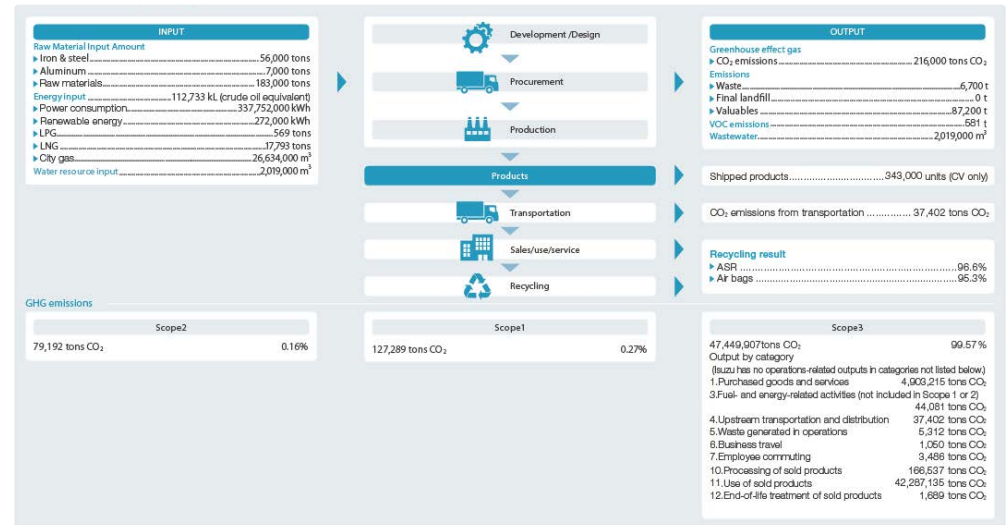 INPUT
Raw Material Input Amount
Iron & steel 56,000 tons
Aluminum 7,000 tons
Raw materials 183,000 tons
Energy input 112,733 kL (crude oil equivalent)
Power consumption 337,752,000 kWh
Renewable energy 272,000 kWh
LPG 569 tons
LNG 17,793 tons
City gas 26,634,000 m³
Water resource input 2,019,000 m³
Development /Design
Procurement
Production
Products
Transportation
Sales/use/service
Recycling
OUTPUT
Greenhouse effect gas
CO₂ emissions 216,000 tons CO₂
Emissions
Waste 6,700 t
Final landfill 0 t
Valuables 87,200 t
VOC emissions 581 t
Wastewater 2,019,000 m³
Shipped products 343,000 units (CV only)
CO₂ emissions from transportation 37,402 tons CO₂
Recycling result
ASR 96.6%
Air bags 95.3%
GHG emissions
Scope2
79,192 tons CO₂ 0.16%
Scope1
127,289 tons CO₂ 0.27%
Scope3
47,449,907tons CO₂ 99.57%
Output by category
(Isuzu has no operations-related outputs in categories not listed below.)
1.Purchased goods and services 4,903,215 tons CO₂
3.Fuel- and energy-related activities (not included in Scope 1 or 2)
44,081 tons CO₂
4.Upstream transportation and distribution 37,402 tons CO₂
5.Waste generated in operations 5,312 tons CO₂
6.Business travel 1,050 tons CO₂
7.Employee commuting 3,486 tons CO₂
10.Processing of sold products 166,537 tons CO₂
11.Use of sold products 42,287,135 tons CO₂
12.End-of-life treatment of sold products 1,689 tons CO₂